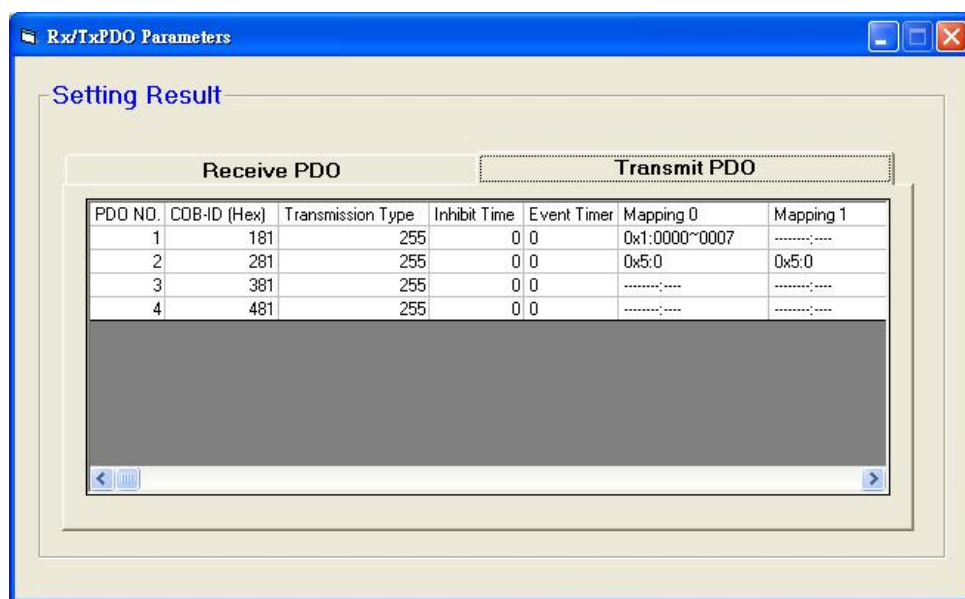 Rx/TxPDO Parameters
Setting Result
Receive PDO Transmit PDO
PDO NO. COB-ID (Hex) Transmission Type Inhibit Time Event Timer Mapping 0 Mapping 1
1 181 255 0 0 0x1:0000~0007 --------:----
2 281 255 0 0 0x5:0 0x5:0
3 381 255 0 0 --------:---- --------:----
4 481 255 0 0 --------:---- --------:----